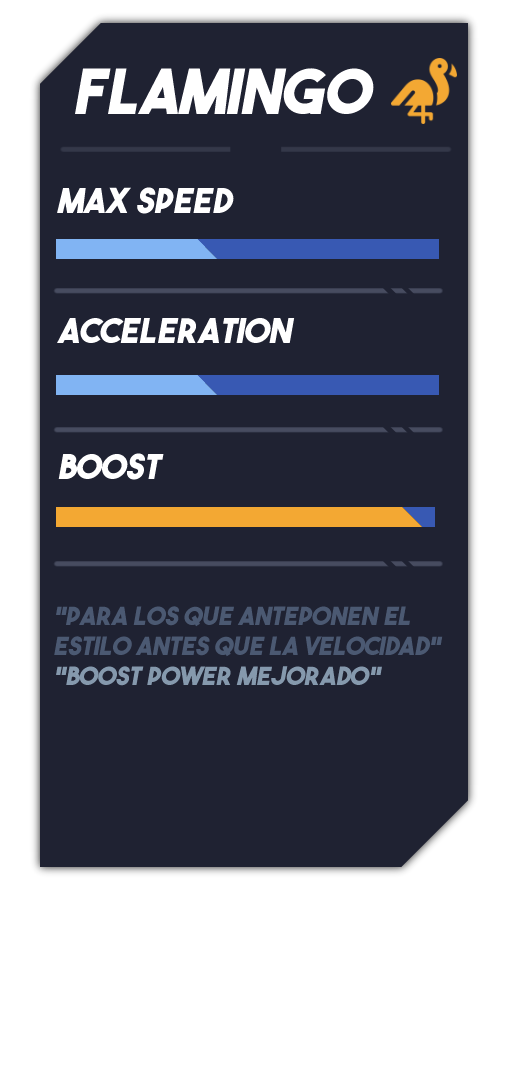 FLAMINGO
MAX SPEED
ACCELERATION
BOOST
"PARA LOS QUE ANTEPONEN EL
ESTILO ANTES QUE LA VELOCIDAD"
"BOOST POWER MEJORADO"